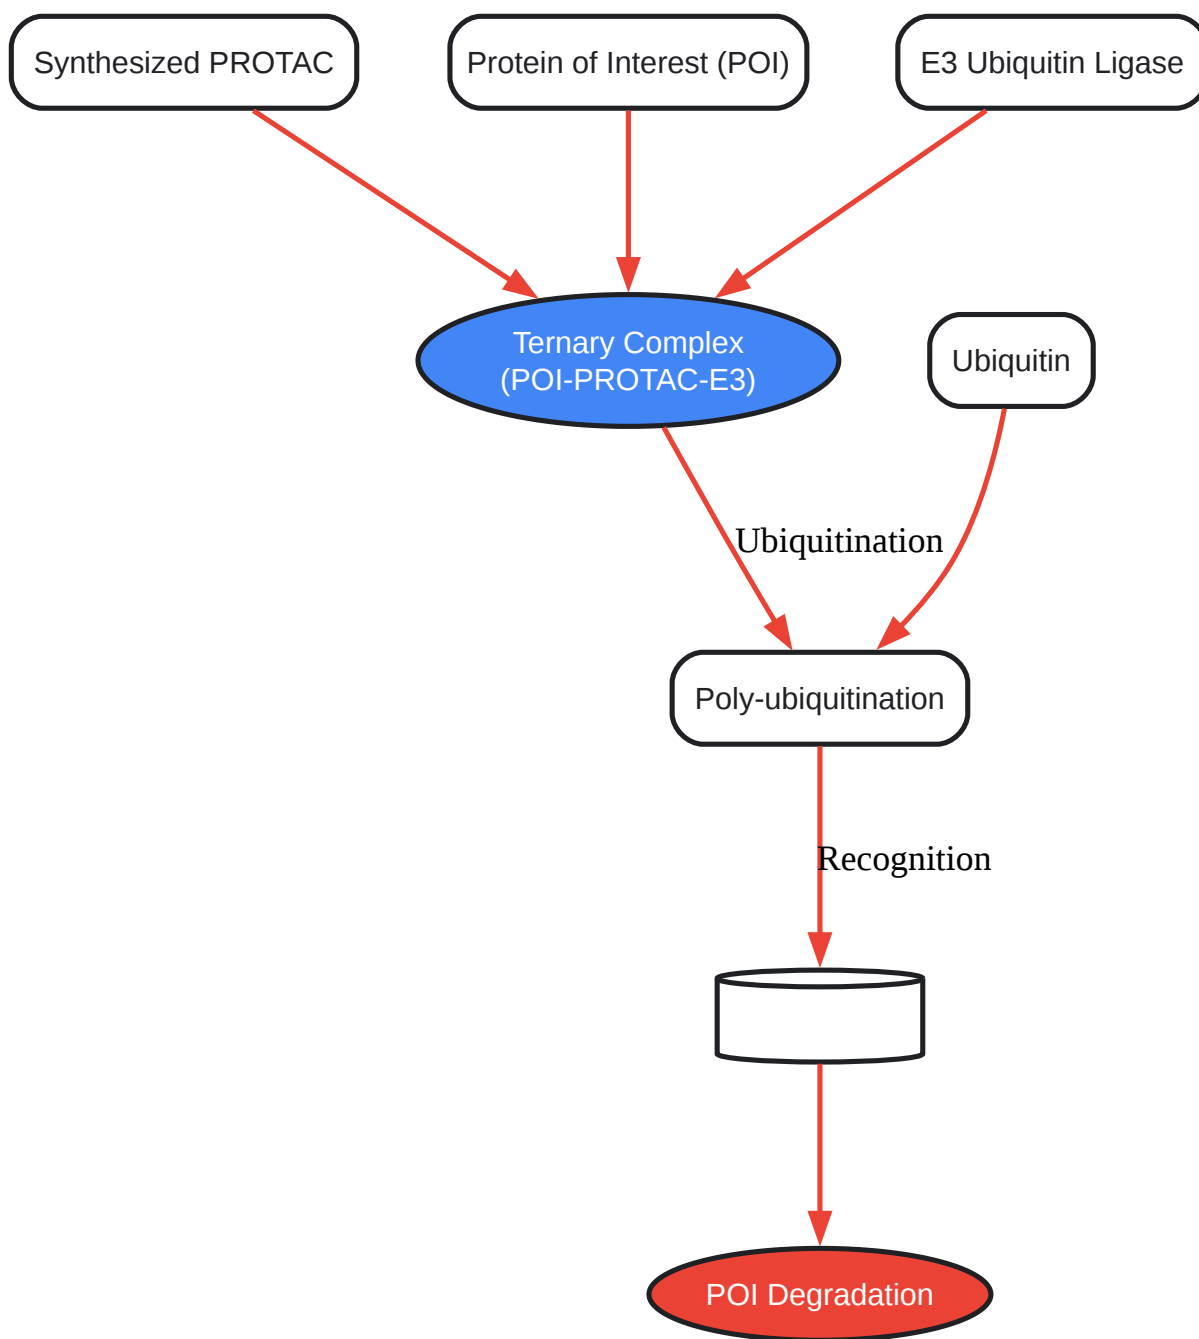 Synthesized PROTAC
Protein of Interest (POI)
E3 Ubiquitin Ligase
Ternary Complex
(POI-PROTAC-E3)
Ubiquitin
Ubiquitination
Poly-ubiquitination
Recognition
POI Degradation